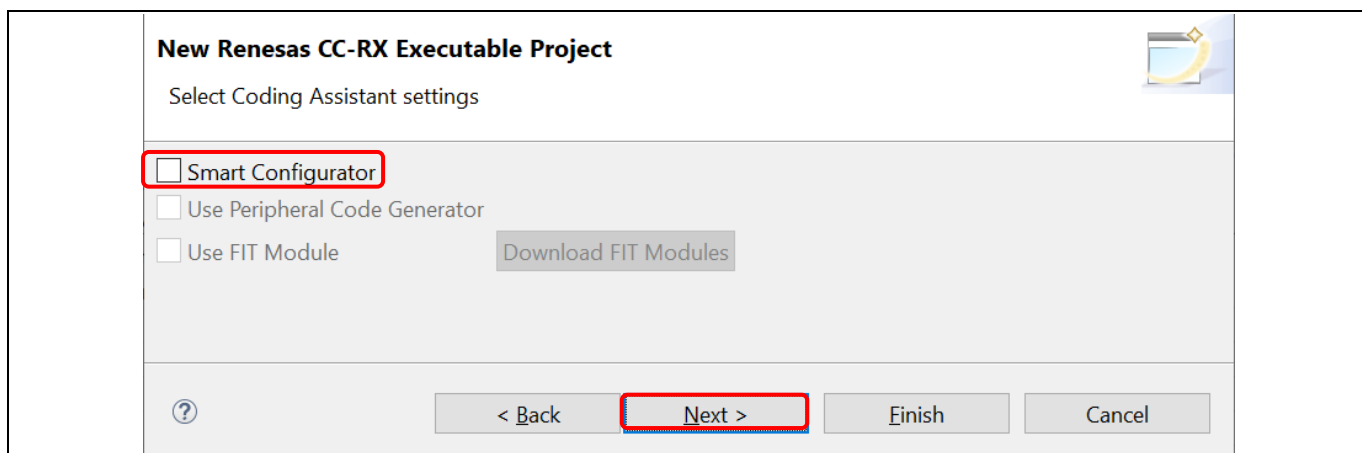 New Renesas CC-RX Executable Project
Select Coding Assistant settings
Smart Configurator
Use Peripheral Code Generator
Use FIT Module Download FIT Modules
? < Back Next > Finish Cancel